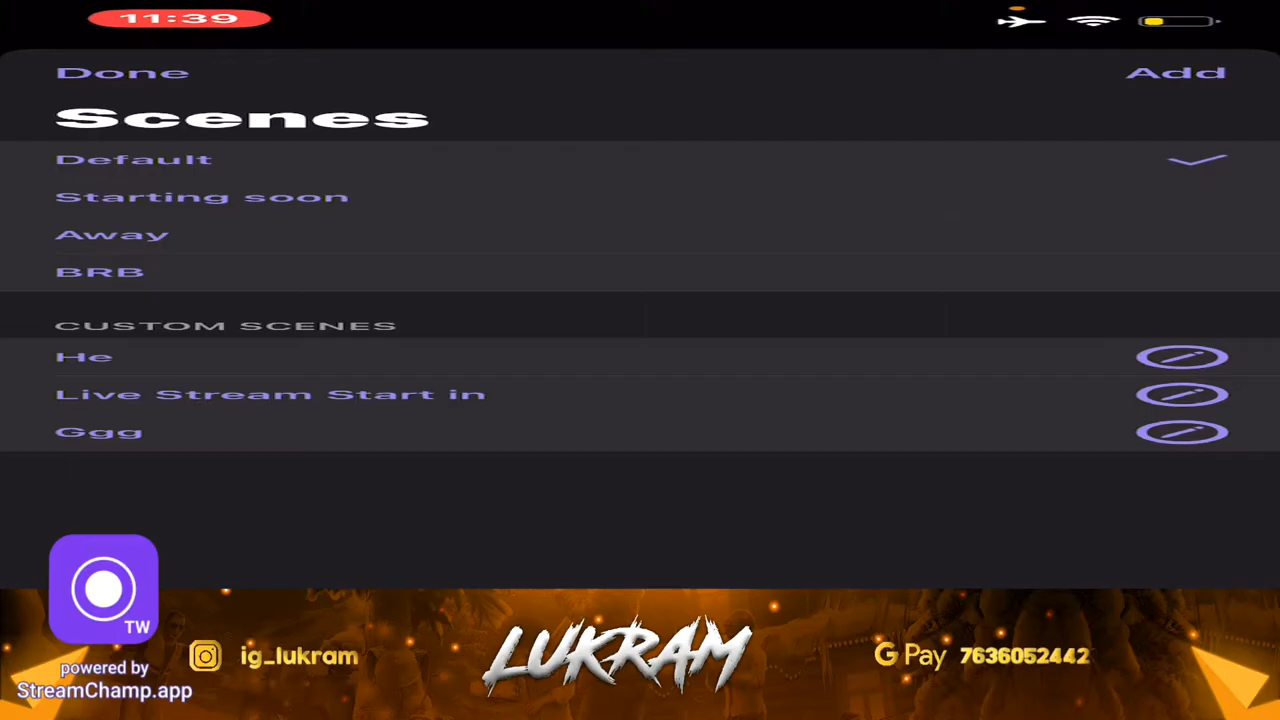 11:39
Done
Add
Scenes
Default
Starting soon
Away
BRB
CUSTOM SCENES
He
Live Stream Start in
Ggg
TW
powered by
StreamChamp.app
ig_lukram
LUKRAM
G Pay 7636052442